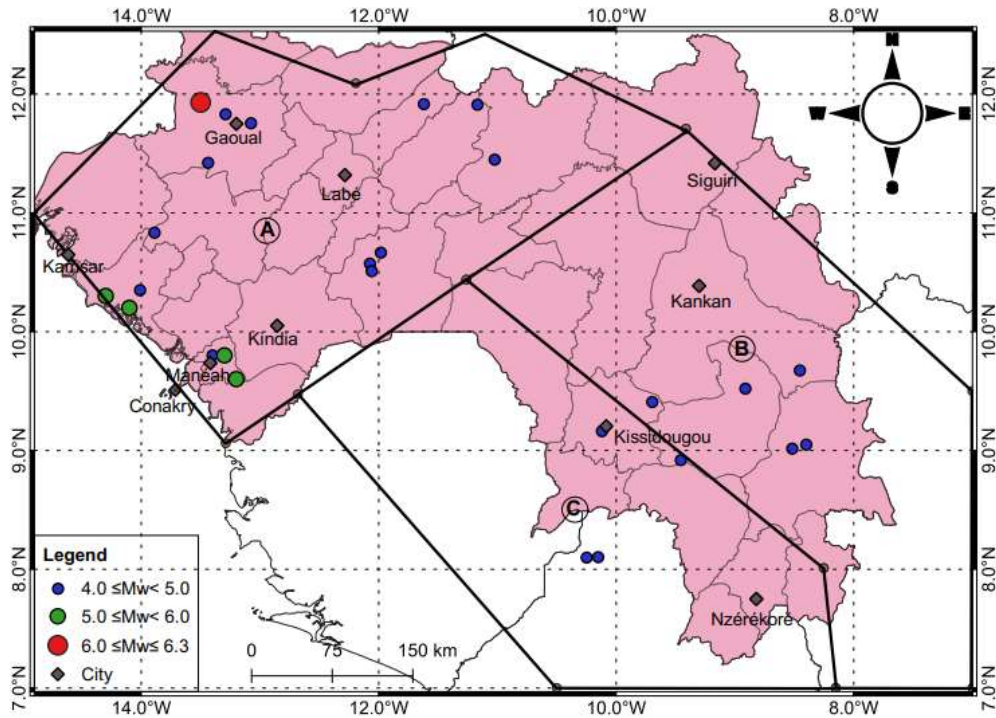 14.0°W 12.0°W 10.0°W 8.0°W
N
12.0°N 12.0°N
W E
Gaoual
S
Labé
Siguiri
11.0°N 11.0°N
A
Kamsar
Kankan
10.0°N 10.0°N
Kindia
B
Maneah
Conakry
Kissidougou
9.0°N 9.0°N
C
Legend
4.0 ≤Mw< 5.0
8.0°N 8.0°N
5.0 ≤Mw< 6.0
Nzérékoré
6.0 ≤Mw≤ 6.3
0 75 150 km
City
7.0°N 7.0°N
14.0°W 12.0°W 10.0°W 8.0°W